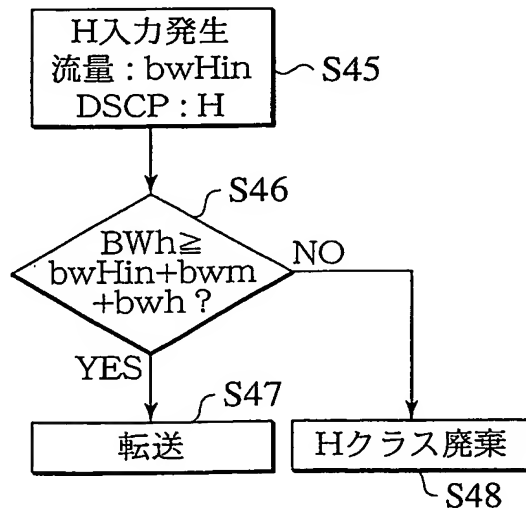 H入力発生
流量:bwHin
DSCP:H
S45
S46
BWh≧
bwHin+bwm
+bwh?
NO
YES
S47
転送
Hクラス廃棄
S48